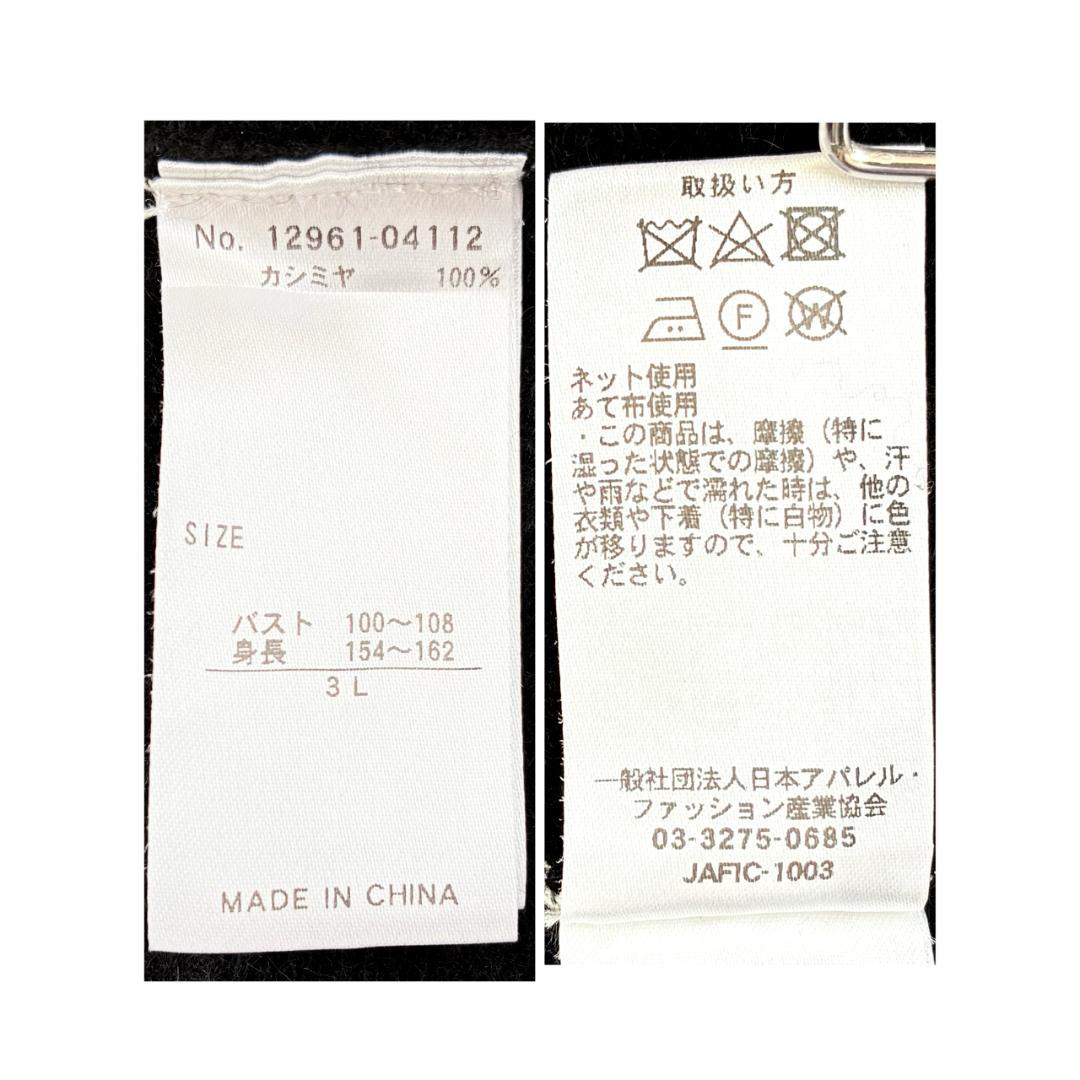 No. 12961-04112
カシミヤ 100%
SIZE
バスト 100～108
身長 154～162
3L
MADE IN CHINA
取扱い方
F
W
ネット使用
あて布使用
・この商品は、摩擦（特に
湿った状態での摩擦）や、汗
や雨などで濡れた時は、他の
衣類や下着（特に白物）に色
が移りますので、十分ご注意
ください。
一般社団法人日本アパレル・
ファッション産業協会
03-3275-0685
JAFIC-1003